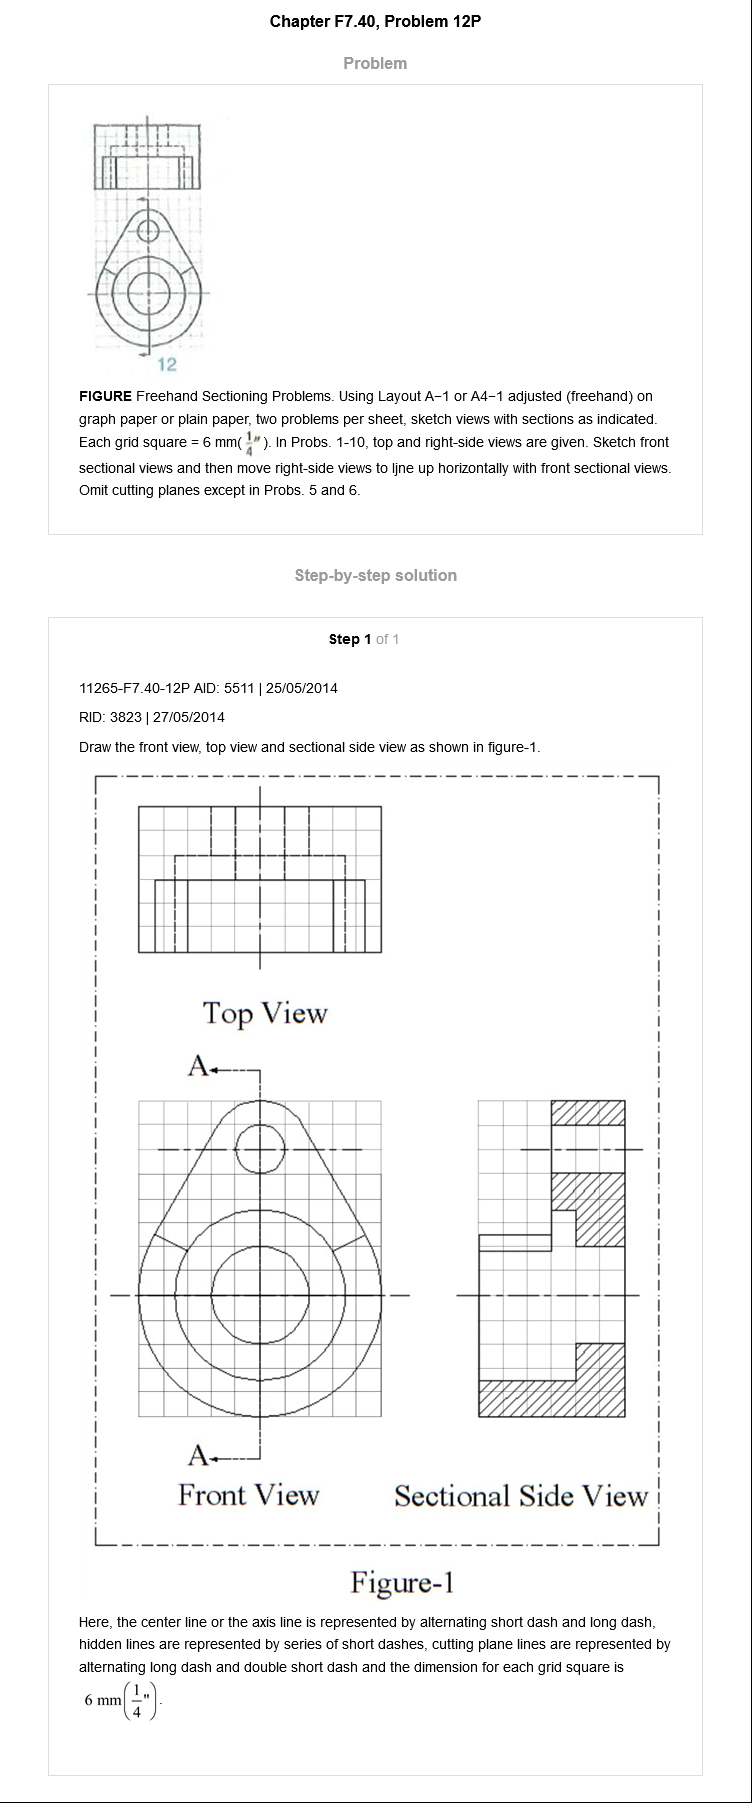 Chapter F7.40, Problem 12P
Problem
12
FIGURE Freehand Sectioning Problems. Using Layout A−1 or A4−1 adjusted (freehand) on
graph paper or plain paper, two problems per sheet, sketch views with sections as indicated.
Each grid square = 6 mm( 1/4 ″ ). In Probs. 1-10, top and right-side views are given. Sketch front
sectional views and then move right-side views to ljne up horizontally with front sectional views.
Omit cutting planes except in Probs. 5 and 6.
Step-by-step solution
Step 1 of 1
11265-F7.40-12P AID: 5511 | 25/05/2014
RID: 3823 | 27/05/2014
Draw the front view, top view and sectional side view as shown in figure-1.
Top View
A
A
Front View
Sectional Side View
Figure-1
Here, the center line or the axis line is represented by alternating short dash and long dash,
hidden lines are represented by series of short dashes, cutting plane lines are represented by
alternating long dash and double short dash and the dimension for each grid square is
6 mm(1/4").